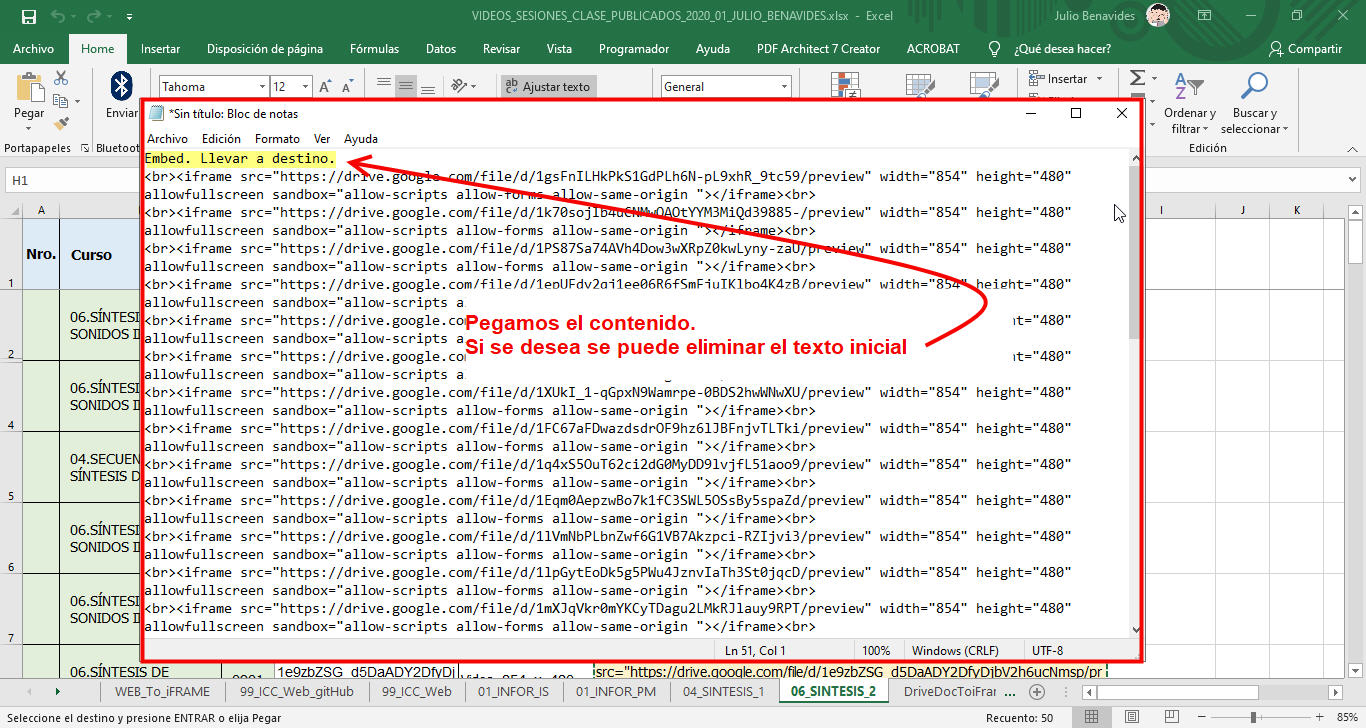 VIDEOS_SESIONES_CLASE_PUBLICADOS_2020_01_JULIO_BENAVIDES.xlsx - Excel
Julio Benavides
Archivo Home Insertar Disposición de página Fórmulas Datos Revisar Vista Programador Ayuda PDF Architect 7 Creator ACROBAT ¿Qué desea hacer? Compartir
Tahoma 12 Ajustar texto General Insertar
Pegar Enviar Ordenar y filtrar Buscar y seleccionar
Portapapeles Bluetoot Edición
H1
*Sin título: Bloc de notas
Archivo Edición Formato Ver Ayuda
Embed. Llevar a destino.
<br><iframe src="https://drive.google.com/file/d/1gsFnILHkPkS1GdPLh6N-pL9xhR_9tc59/preview" width="854" height="480"
allowfullscreen sandbox="allow-scripts allow-forms allow-same-origin "></iframe><br>
<br><iframe src="https://drive.google.com/file/d/1k70sojIb4uCNMwOAOtYYM3MiQd39885-/preview" width="854" height="480"
allowfullscreen sandbox="allow-scripts allow-forms allow-same-origin "></iframe><br>
<br><iframe src="https://drive.google.com/file/d/1PS87Sa74AVh4Dow3wXRpZ0kwLyny-zaU/preview" width="854" height="480"
allowfullscreen sandbox="allow-scripts allow-forms allow-same-origin "></iframe><br>
<br><iframe src="https://drive.google.com/file/d/1epUFdv2qj1ee06R6fSmFjuIKlbo4K4zB/preview" width="854" height="480"
allowfullscreen sandbox="allow-scripts a
<br><iframe src="https://drive.google.co ht="480"
allowfullscreen sandbox="allow-scripts a
<br><iframe src="https://drive.google.co ht="480"
allowfullscreen sandbox="allow-scripts a
Pegamos el contenido.
Si se desea se puede eliminar el texto inicial
<br><iframe src="https://drive.google.com/file/d/1XUkI_1-qGpxN9Wamrpe-0BDS2hwWNwXU/preview" width="854" height="480"
allowfullscreen sandbox="allow-scripts allow-forms allow-same-origin "></iframe><br>
<br><iframe src="https://drive.google.com/file/d/1FC67aFDwazdsdrOF9hz6lJBFnjvTLTki/preview" width="854" height="480"
allowfullscreen sandbox="allow-scripts allow-forms allow-same-origin "></iframe><br>
<br><iframe src="https://drive.google.com/file/d/1q4xS5OuT62ci2dG0MyDD9lvjfL51aoo9/preview" width="854" height="480"
allowfullscreen sandbox="allow-scripts allow-forms allow-same-origin "></iframe><br>
<br><iframe src="https://drive.google.com/file/d/1Eqm0AepzwBo7k1fC3SWL5OSsBy5spaZd/preview" width="854" height="480"
allowfullscreen sandbox="allow-scripts allow-forms allow-same-origin "></iframe><br>
<br><iframe src="https://drive.google.com/file/d/1lVmNbPLbnZwf6G1VB7Akzpci-RZIjvi3/preview" width="854" height="480"
allowfullscreen sandbox="allow-scripts allow-forms allow-same-origin "></iframe><br>
<br><iframe src="https://drive.google.com/file/d/1lpGytEoDk5g5PWu4JznvIaTh3St0jqcD/preview" width="854" height="480"
allowfullscreen sandbox="allow-scripts allow-forms allow-same-origin "></iframe><br>
<br><iframe src="https://drive.google.com/file/d/1mXJqVkr0mYKCyTDagu2LMkRJlauy9RPT/preview" width="854" height="480"
allowfullscreen sandbox="allow-scripts allow-forms allow-same-origin "></iframe><br>
Ln 51, Col 1 100% Windows (CRLF) UTF-8
A I J K
1 Nro. Curso
2 06.SÍNTESI
SONIDOS II
4 06.SÍNTESI
SONIDOS II
5 04.SECUEN
SÍNTESIS D
6 06.SÍNTESI
SONIDOS II
7 06.SÍNTESI
SONIDOS II
06.SÍNTESIS DE 1e9zbZSG_d5DaADY2DfyDj src="https://drive.google.com/file/d/1e9zbZSG_d5DaADY2DfyDjbV2h6ucNmsp/pr
WEB_To_iFRAME 99_ICC_Web_gitHub 99_ICC_Web 01_INFOR_IS 01_INFOR_PM 04_SINTESIS_1 06_SINTESIS_2 DriveDocToiFrar ...
Seleccione el destino y presione ENTRAR o elija Pegar Recuento: 50 85%